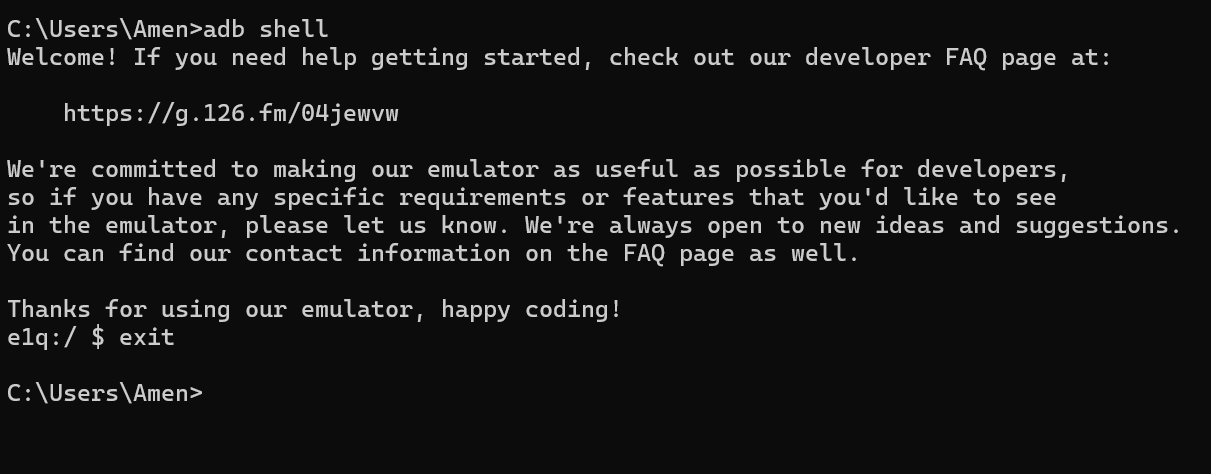 C:\Users\Amen>adb shell
Welcome! If you need help getting started, check out our developer FAQ page at:
https://g.126.fm/04jewvw
We're committed to making our emulator as useful as possible for developers,
so if you have any specific requirements or features that you'd like to see
in the emulator, please let us know. We're always open to new ideas and suggestions.
You can find our contact information on the FAQ page as well.
Thanks for using our emulator, happy coding!
e1q:/ $ exit
C:\Users\Amen>